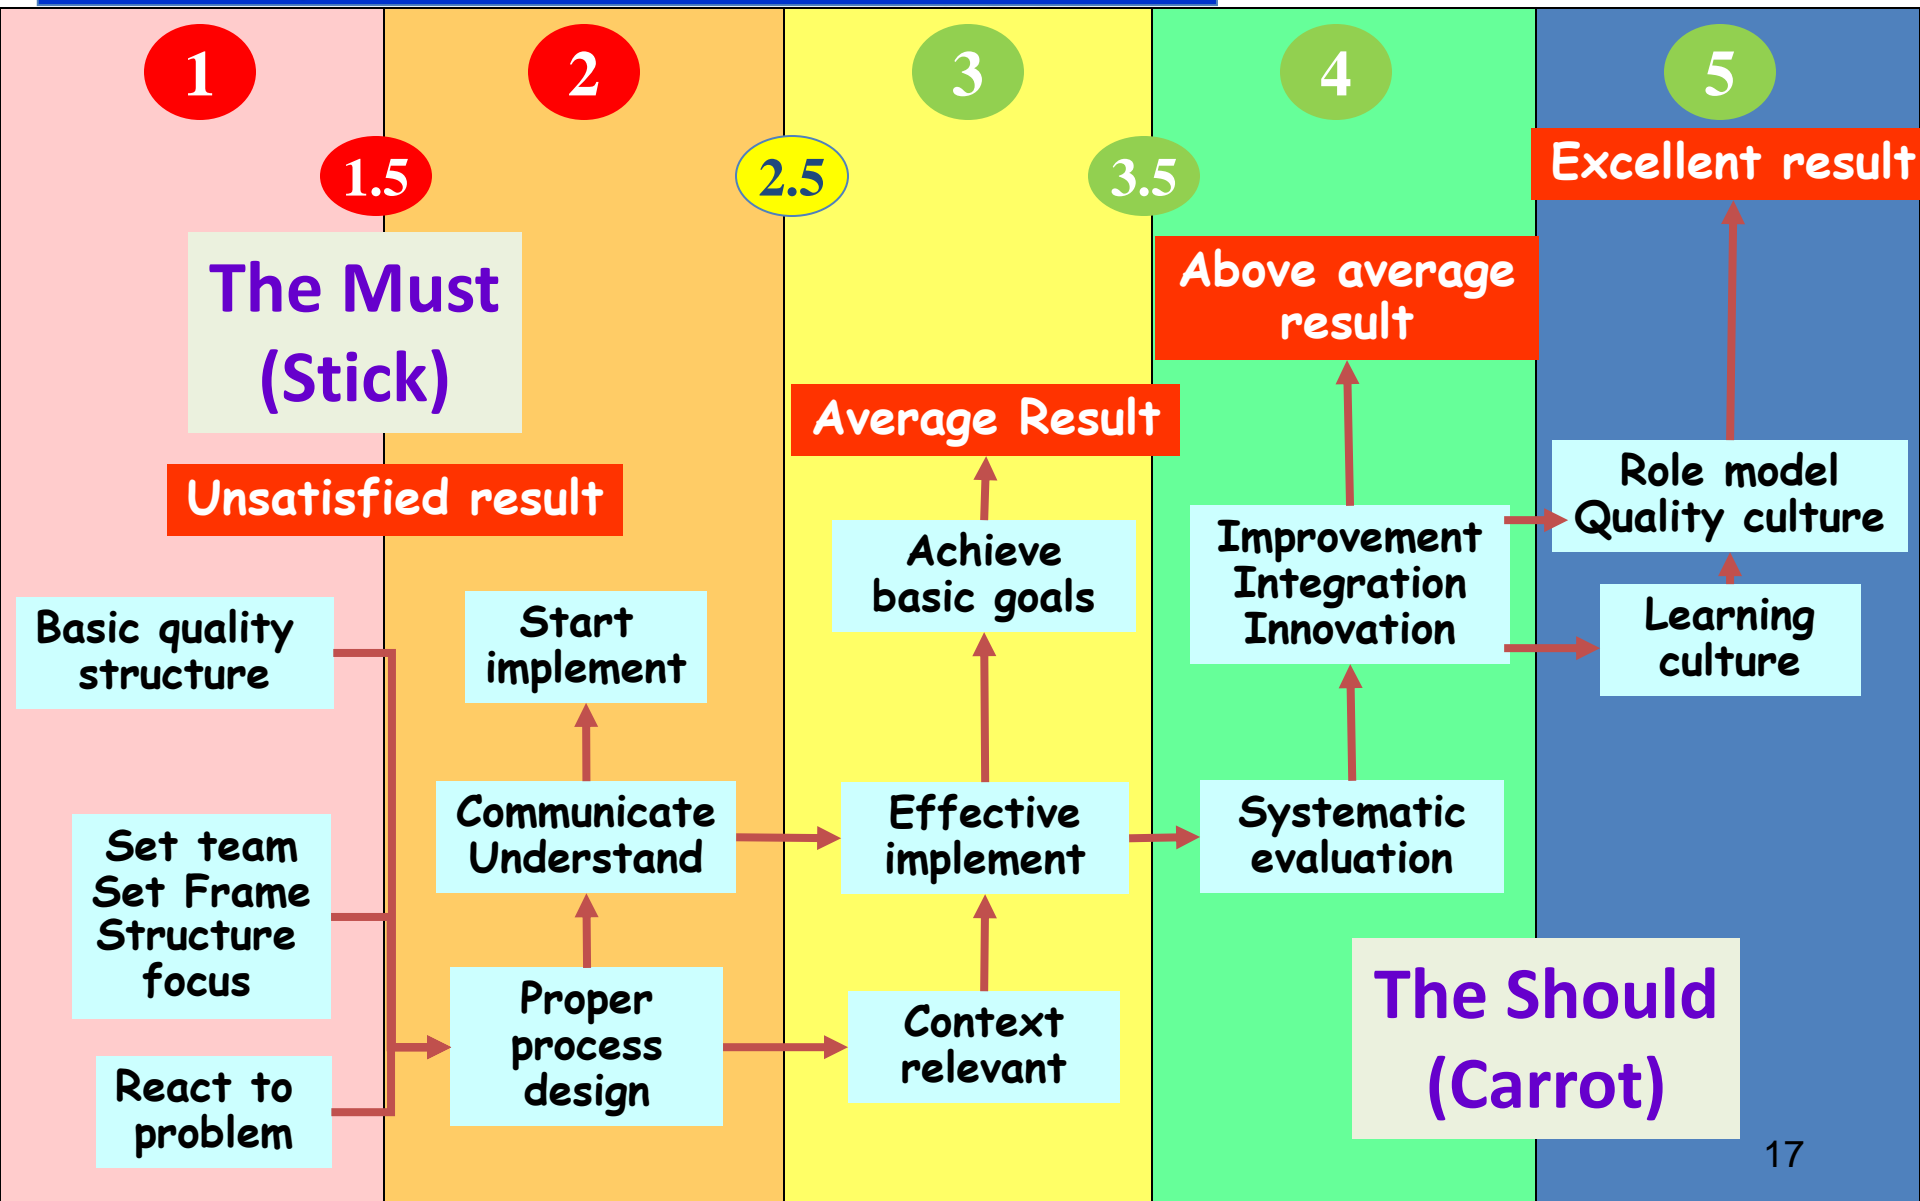 1
2
3
4
5
1.5
2.5
3.5
Excellent result
The Must
(Stick)
Above average
result
Average Result
Unsatisfied result
Role model
Quality culture
Improvement
Integration
Innovation
Achieve
basic goals
Learning
culture
Basic quality
structure
Start
implement
Communicate
Understand
Effective
implement
Systematic
evaluation
Set team
Set Frame
Structure
focus
Proper
process
design
Context
relevant
The Should
(Carrot)
React to
problem
17